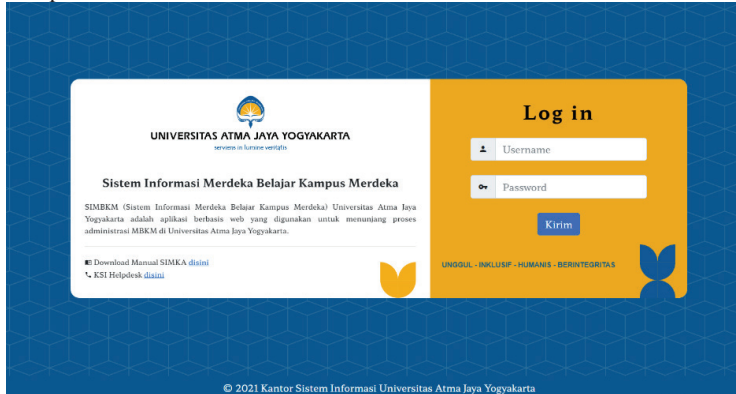 UNIVERSITAS ATMA JAYA YOGYAKARTA
serviens in lumine veritatis
Sistem Informasi Merdeka Belajar Kampus Merdeka
SIMBKM (Sistem Informasi Merdeka Belajar Kampus Merdeka) Universitas Atma Jaya
Yogyakarta adalah aplikasi berbasis web yang digunakan untuk menunjang proses
administrasi MBKM di Universitas Atma Jaya Yogyakarta.
Download Manual SIMKA disini
KSI Helpdesk disini
Log in
Username
Password
Kirim
UNGGUL - INKLUSIF - HUMANIS - BERINTEGRITAS
© 2021 Kantor Sistem Informasi Universitas Atma Jaya Yogyakarta